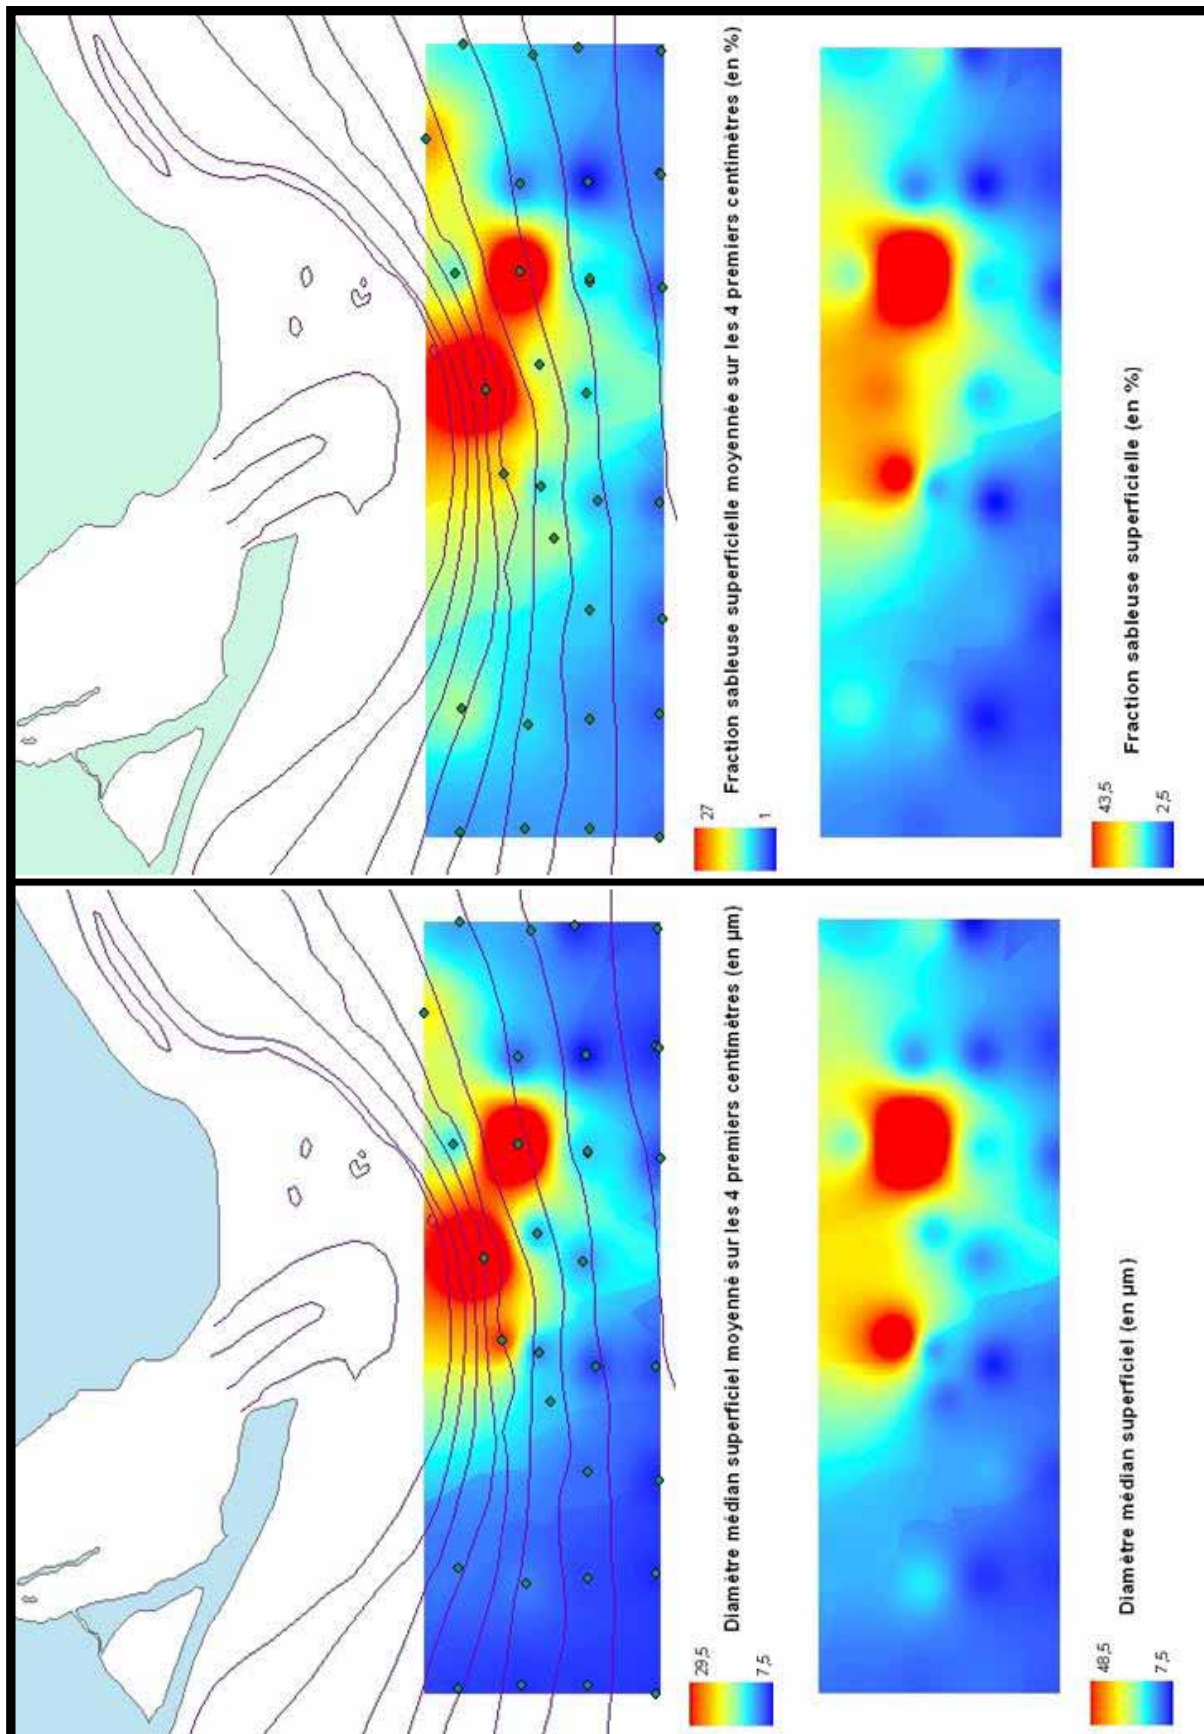 Fraction sableuse superficielle moyennée sur les 4 premiers centimètres (en %)
27
1
Fraction sableuse superficielle (en %)
43,5
2,5
Diamètre médian superficiel moyenné sur les 4 premiers centimètres (en µm)
29,5
7,5
Diamètre médian superficiel (en µm)
48,5
7,5